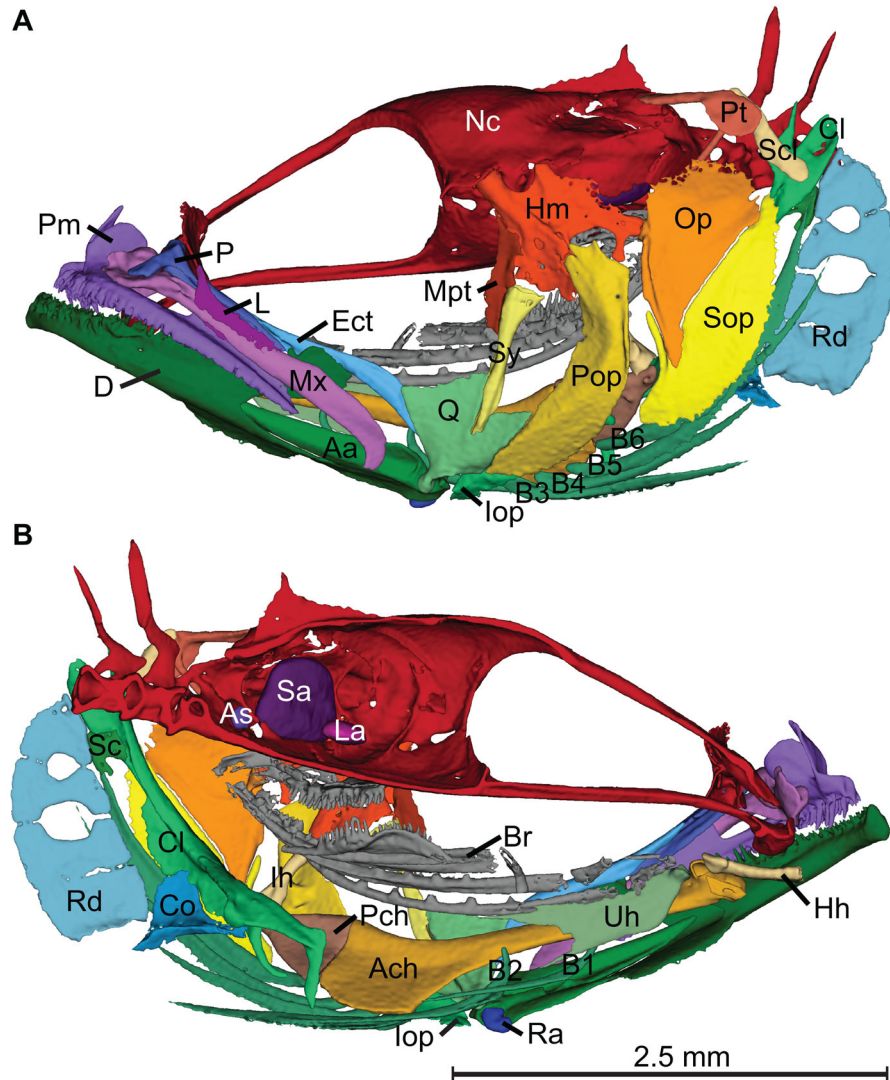 A
Nc
Pt
Cl
Scl
Pm
P
Hm
Op
L
Mpt
Ect
Sop
Rd
Sy
D
Mx
Pop
Q
Aa
B6
B5
B4
B3
Iop
B
Sa
As
La
Sc
Cl
Br
Ih
Rd
Co
Pch
Uh
Hh
Ach
B2
B1
Iop
Ra
2.5 mm